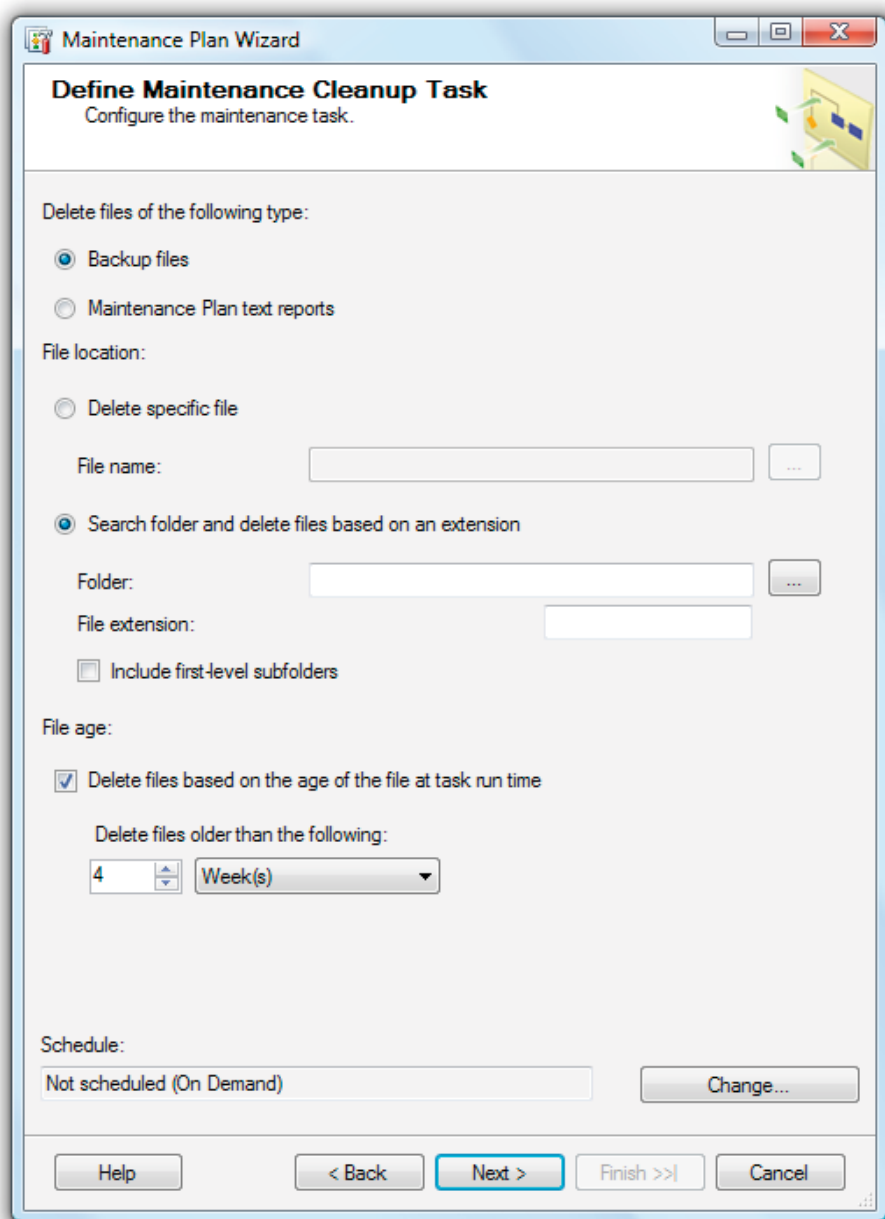 Maintenance Plan Wizard
Define Maintenance Cleanup Task
Configure the maintenance task.
Delete files of the following type:
Backup files
Maintenance Plan text reports
File location:
Delete specific file
File name:
...
Search folder and delete files based on an extension
Folder:
...
File extension:
Include first-level subfolders
File age:
Delete files based on the age of the file at task run time
Delete files older than the following:
4 Week(s)
Schedule:
Not scheduled (On Demand) Change...
Help < Back Next > Finish >>| Cancel